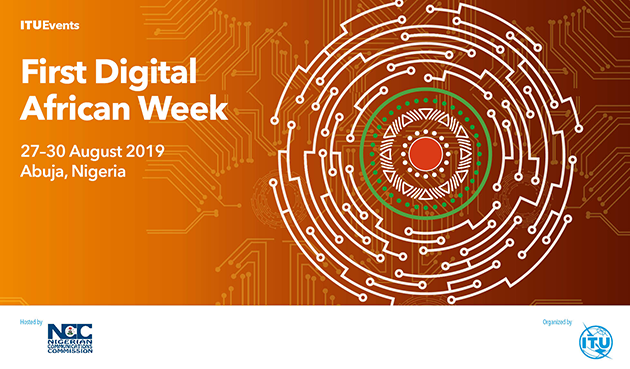 ITUEvents
First Digital
African Week
27–30 August 2019
Abuja, Nigeria
Hosted by
NCC
NIGERIAN
COMMUNICATIONS
COMMISSION
Organized by
ITU